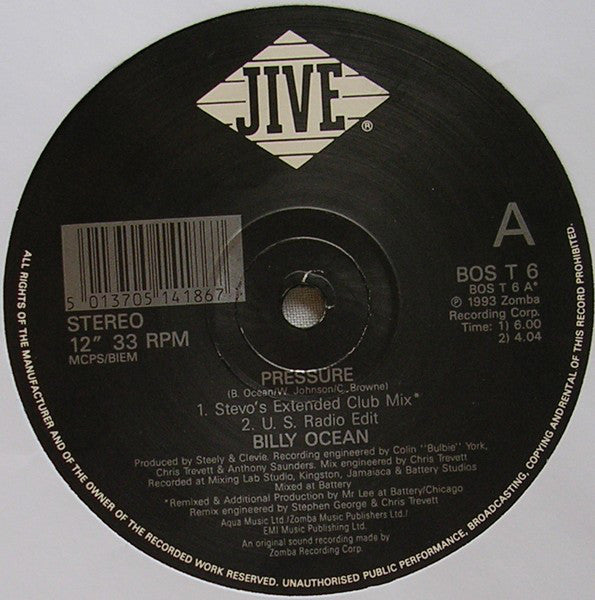 JIVE
®
A
BOS T 6
BOS T 6 A*
℗ 1993 Zomba
Recording Corp.
Time: 1) 6.00
2) 4.04
5 013705 141867
STEREO
12" 33 RPM
MCPS/BIEM
PRESSURE
(B. Ocean/W. Johnson/C. Browne)
1. Stevo's Extended Club Mix*
2. U. S. Radio Edit
BILLY OCEAN
Produced by Steely & Clevie. Recording engineered by Colin "Bulbie" York,
Chris Trevett & Anthony Saunders. Mix engineered by Chris Trevett
Recorded at Mixing Lab Studio, Kingston, Jamaica & Battery Studios
Mixed at Battery
*Remixed & Additional Production by Mr Lee at Battery/Chicago
Remix engineered by Stephen George & Chris Trevett
Aqua Music Ltd./Zomba Music Publishers Ltd./
EMI Music Publishing Ltd.
An original sound recording made by
Zomba Recording Corp.
ALL RIGHTS OF THE MANUFACTURER AND OF THE OWNER OF THE RECORDED WORK RESERVED. UNAUTHORISED PUBLIC PERFORMANCE, BROADCASTING, COPYING AND RENTAL OF THIS RECORD PROHIBITED.